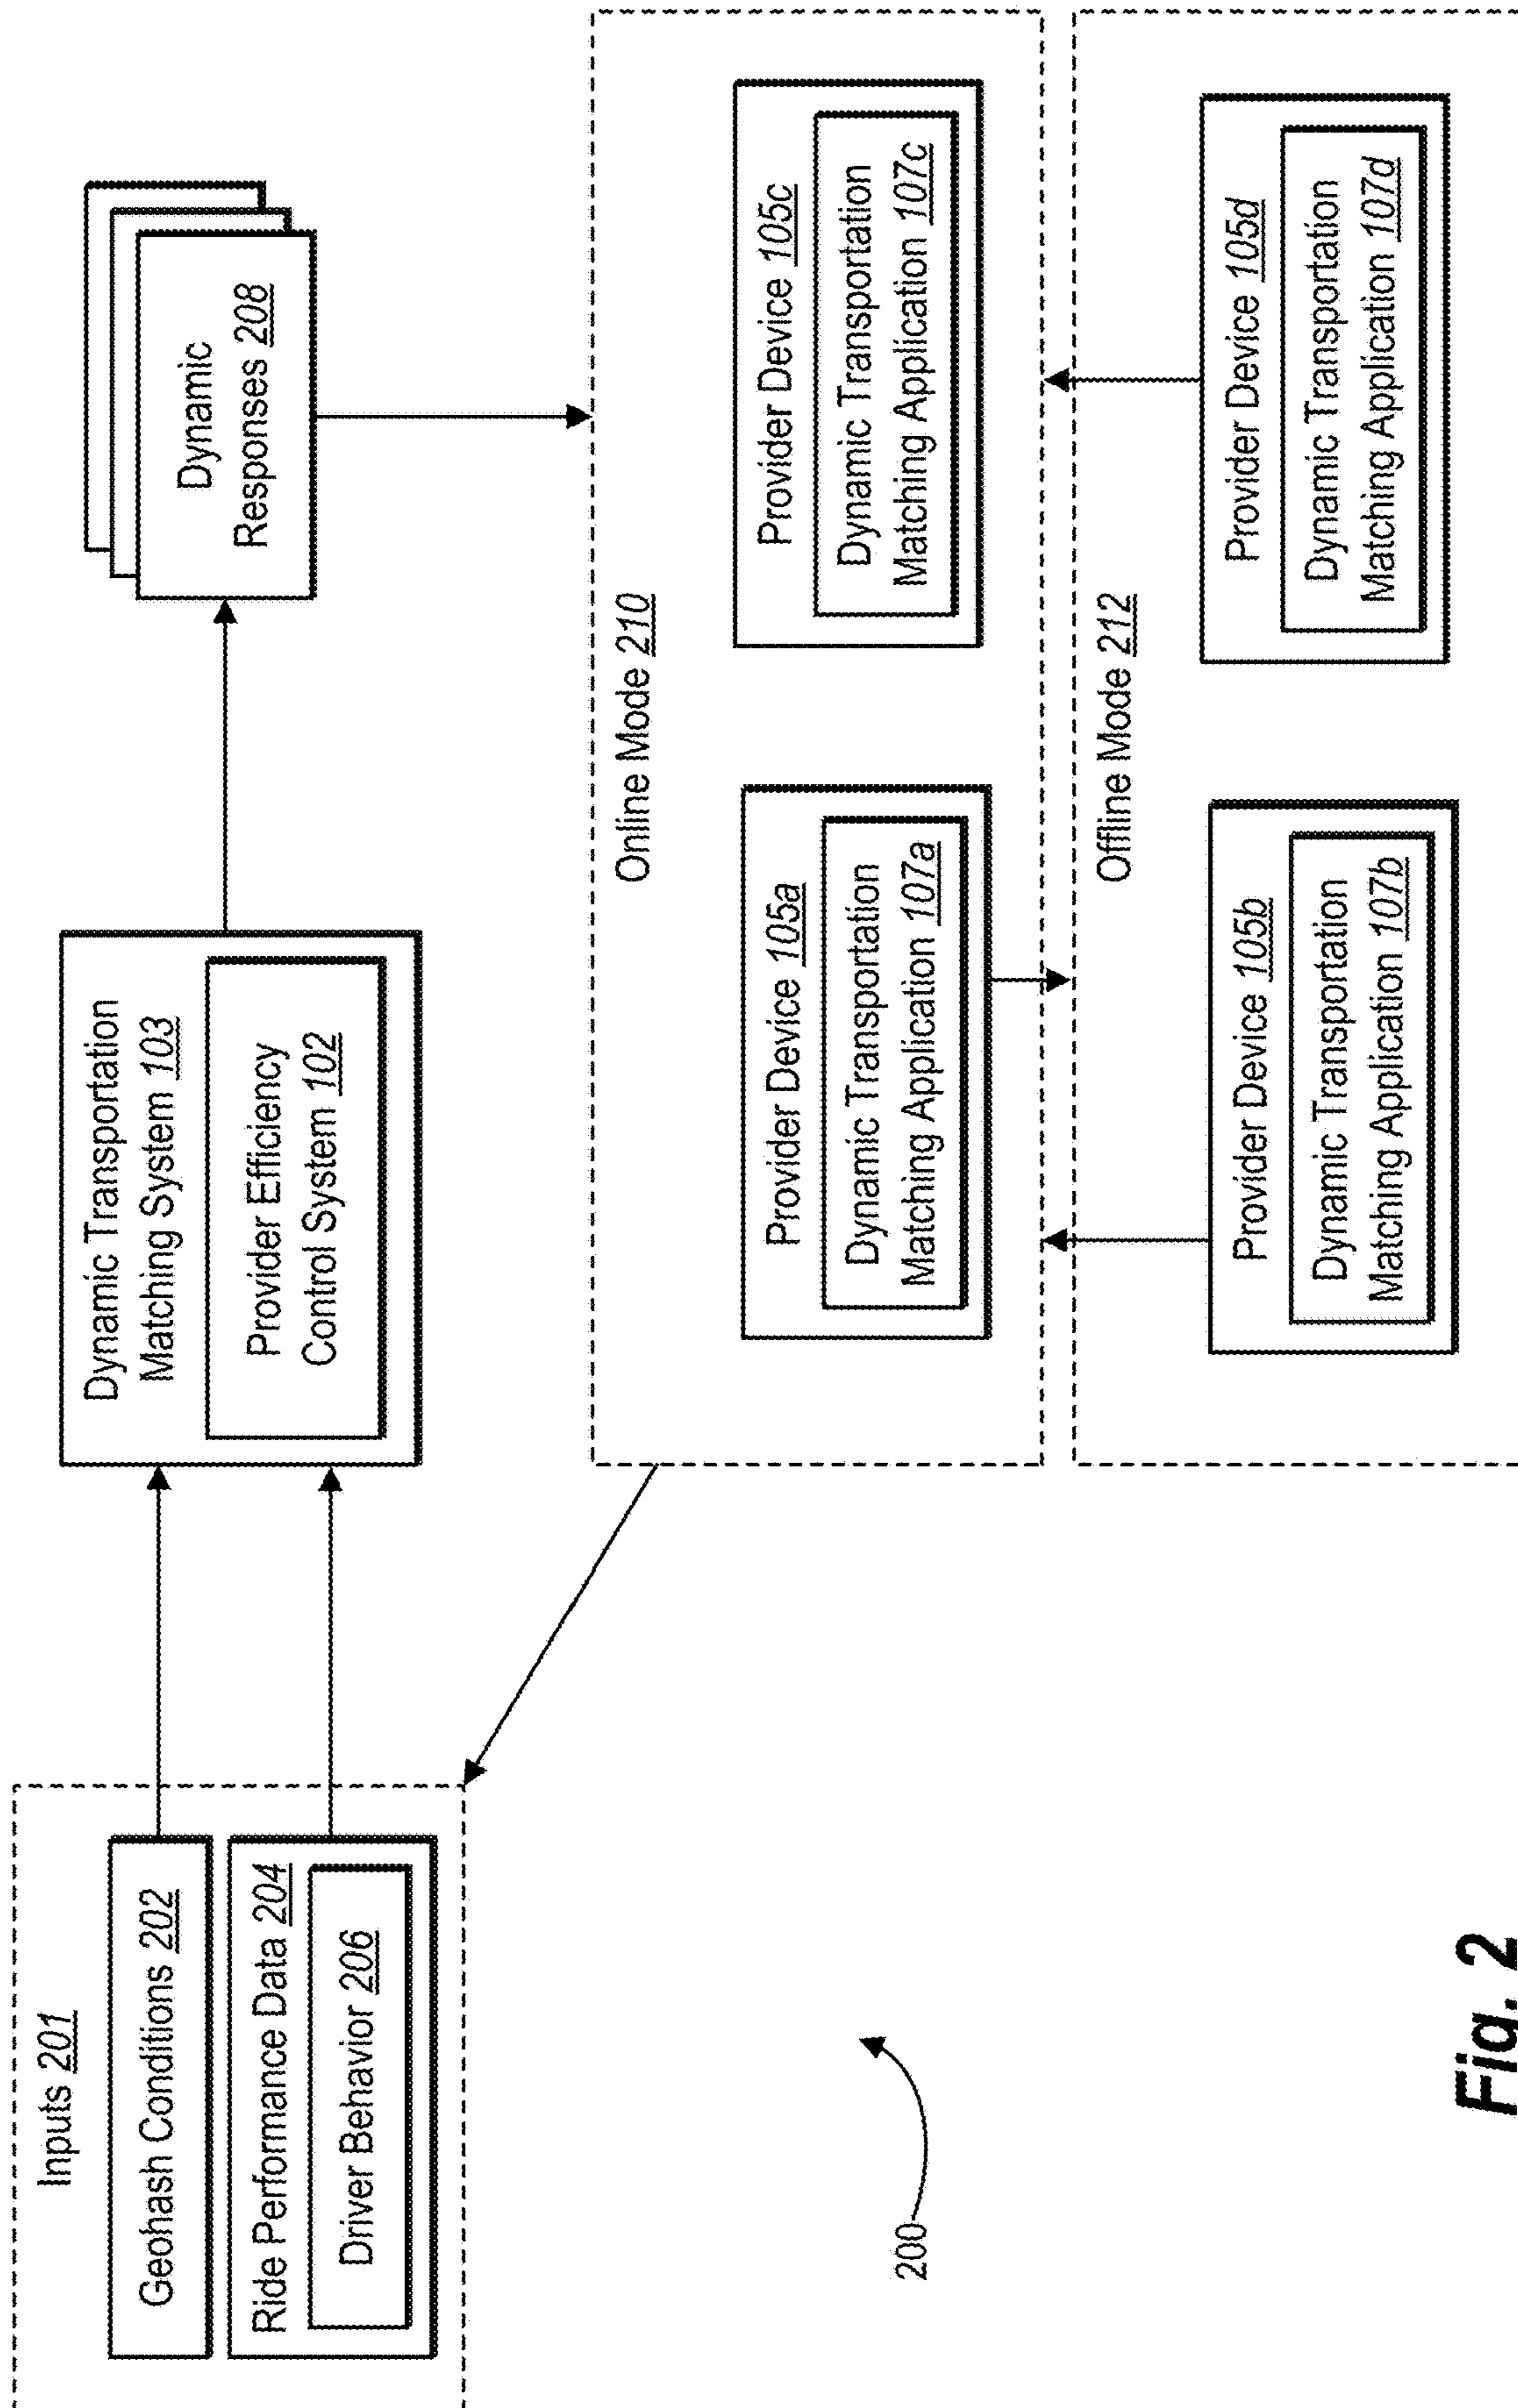 Inputs 201
Geohash Conditions 202
Ride Performance Data 204
Driver Behavior 206
Dynamic Transportation
Matching System 103
Provider Efficiency
Control System 102
Dynamic
Responses 208
Online Mode 210
Provider Device 105a
Dynamic Transportation
Matching Application 107a
Provider Device 105c
Dynamic Transportation
Matching Application 107c
Offline Mode 212
Provider Device 105b
Dynamic Transportation
Matching Application 107b
Provider Device 105d
Dynamic Transportation
Matching Application 107d
200
Fig. 2